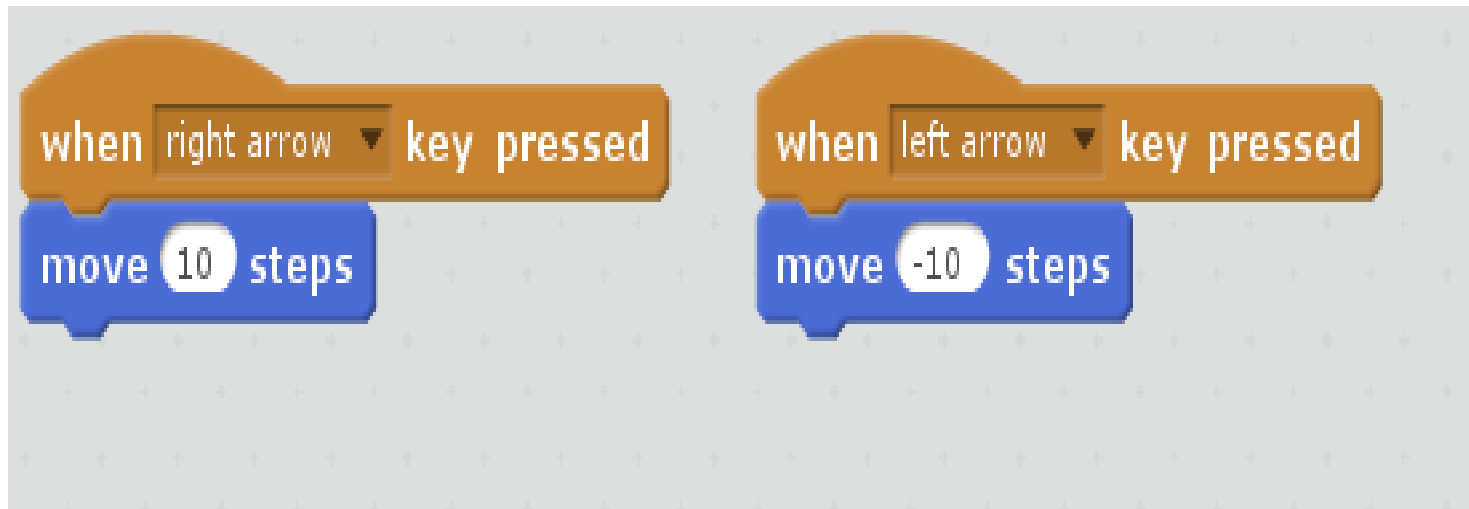 when right arrow key pressed
move 10 steps
when left arrow key pressed
move -10 steps